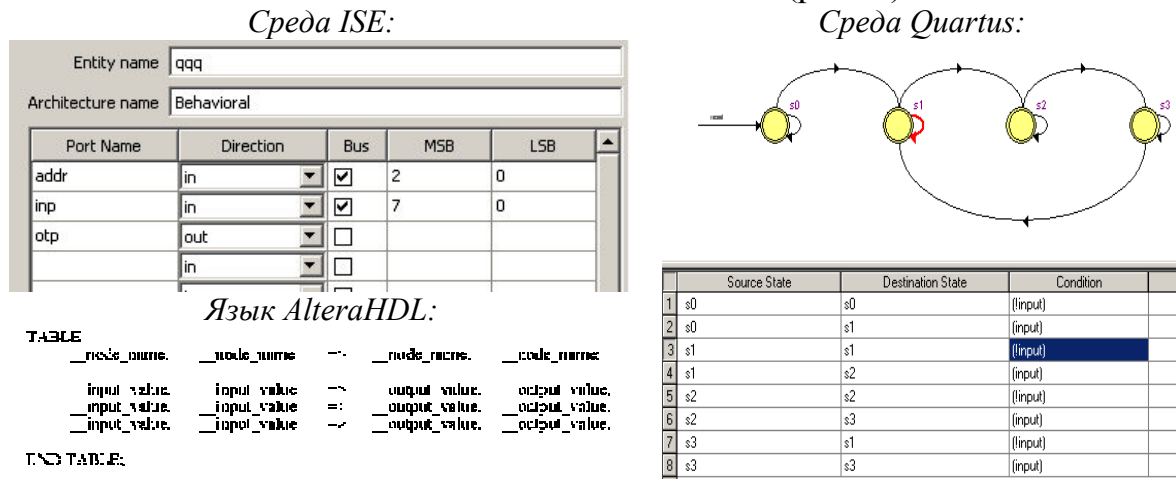 Среда ISE:
Entity name qqq
Architecture name Behavioral
Port Name Direction Bus MSB LSB
addr in 2 0
inp in 7 0
otp out
in
Язык AlteraHDL:
TABLE
__node_name, __node_name => __node_name, __node_name:
__input_value, __input_value => __output_value, __output_value,
__input_value, __input_value => __output_value, __output_value,
__input_value, __input_value => __output_value, __output_value,
END TABLE;
Среда Quartus:
s0 s1 s2 s3
Source State Destination State Condition
1 s0 s0 (!input)
2 s0 s1 (input)
3 s1 s1 (!input)
4 s1 s2 (input)
5 s2 s2 (!input)
6 s2 s3 (input)
7 s3 s1 (!input)
8 s3 s3 (input)